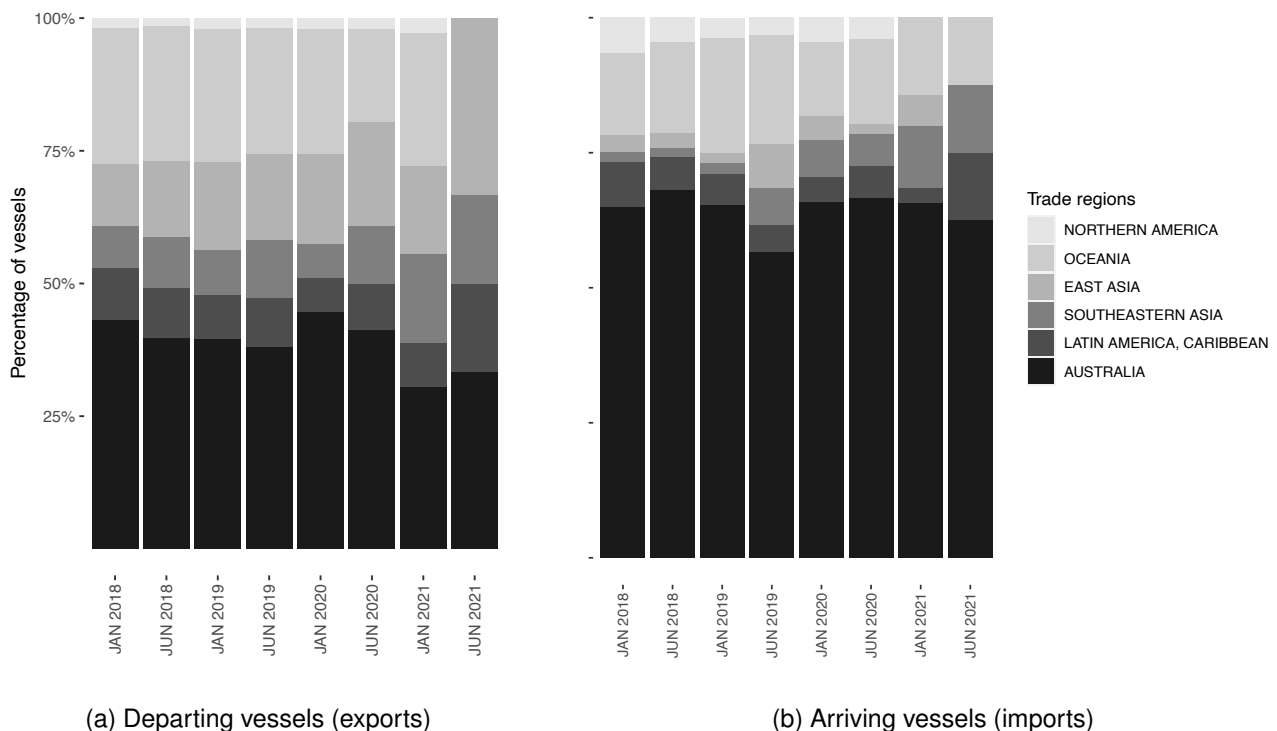 100%
75%
50%
25%
Percentage of vessels
JAN 2018
JUN 2018
JAN 2019
JUN 2019
JAN 2020
JUN 2020
JAN 2021
JUN 2021
(a) Departing vessels (exports)
JAN 2018
JUN 2018
JAN 2019
JUN 2019
JAN 2020
JUN 2020
JAN 2021
JUN 2021
(b) Arriving vessels (imports)
Trade regions
NORTHERN AMERICA
OCEANIA
EAST ASIA
SOUTHEASTERN ASIA
LATIN AMERICA, CARIBBEAN
AUSTRALIA